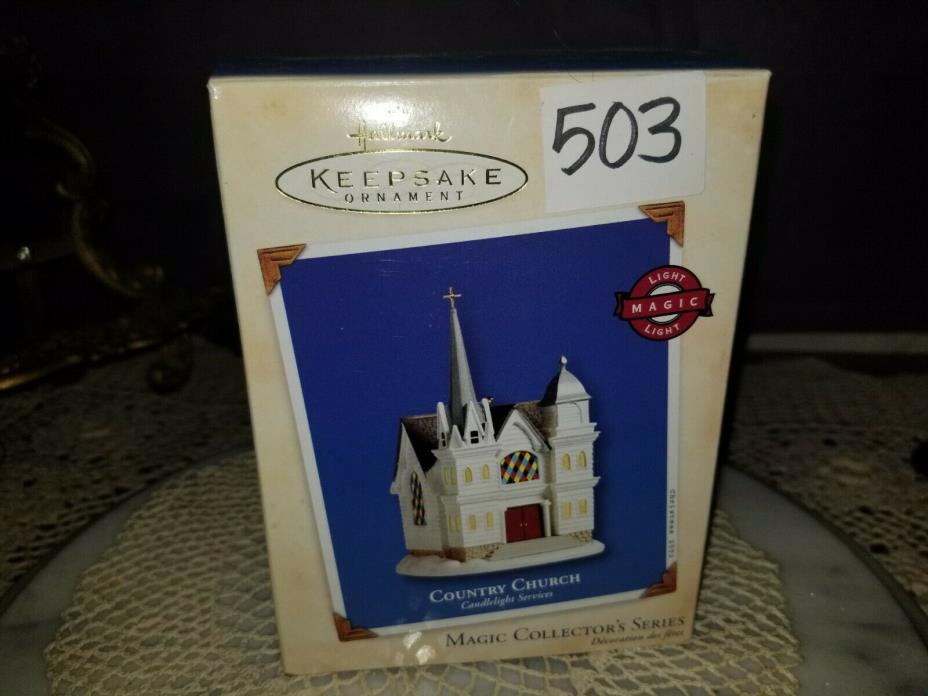 Hallmark
KEEPSAKE
ORNAMENT
503
LIGHT
MAGIC
LIGHT
COUNTRY CHURCH
Candlelight Services
MAGIC COLLECTOR'S SERIES
Décoration des fêtes